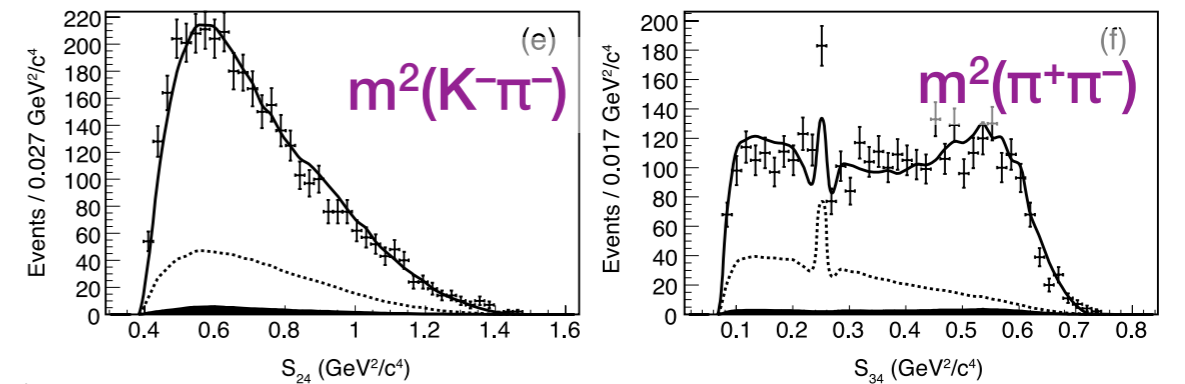 Events / 0.027 GeV²/c⁴
220
200
180
160
140
120
100
80
60
40
20
0
(e)
m²(K⁻π⁻)
0.4 0.6 0.8 1 1.2 1.4 1.6
S₂₄ (GeV²/c⁴)
Events / 0.017 GeV²/c⁴
200
180
160
140
120
100
80
60
40
20
0
(f)
m²(π⁺π⁻)
0.1 0.2 0.3 0.4 0.5 0.6 0.7 0.8
S₃₄ (GeV²/c⁴)